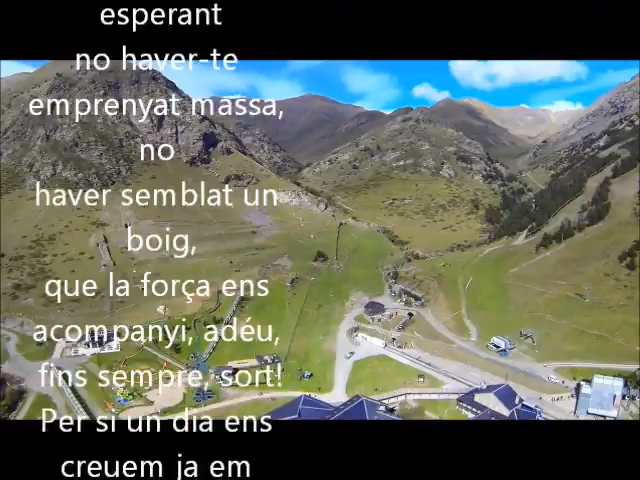 esperant
no haver-te
emprenyat massa,
no
haver semblat un
boig,
que la força ens
acompanyi, adéu,
fins sempre, sort!
Per si un dia ens
creuem ja em